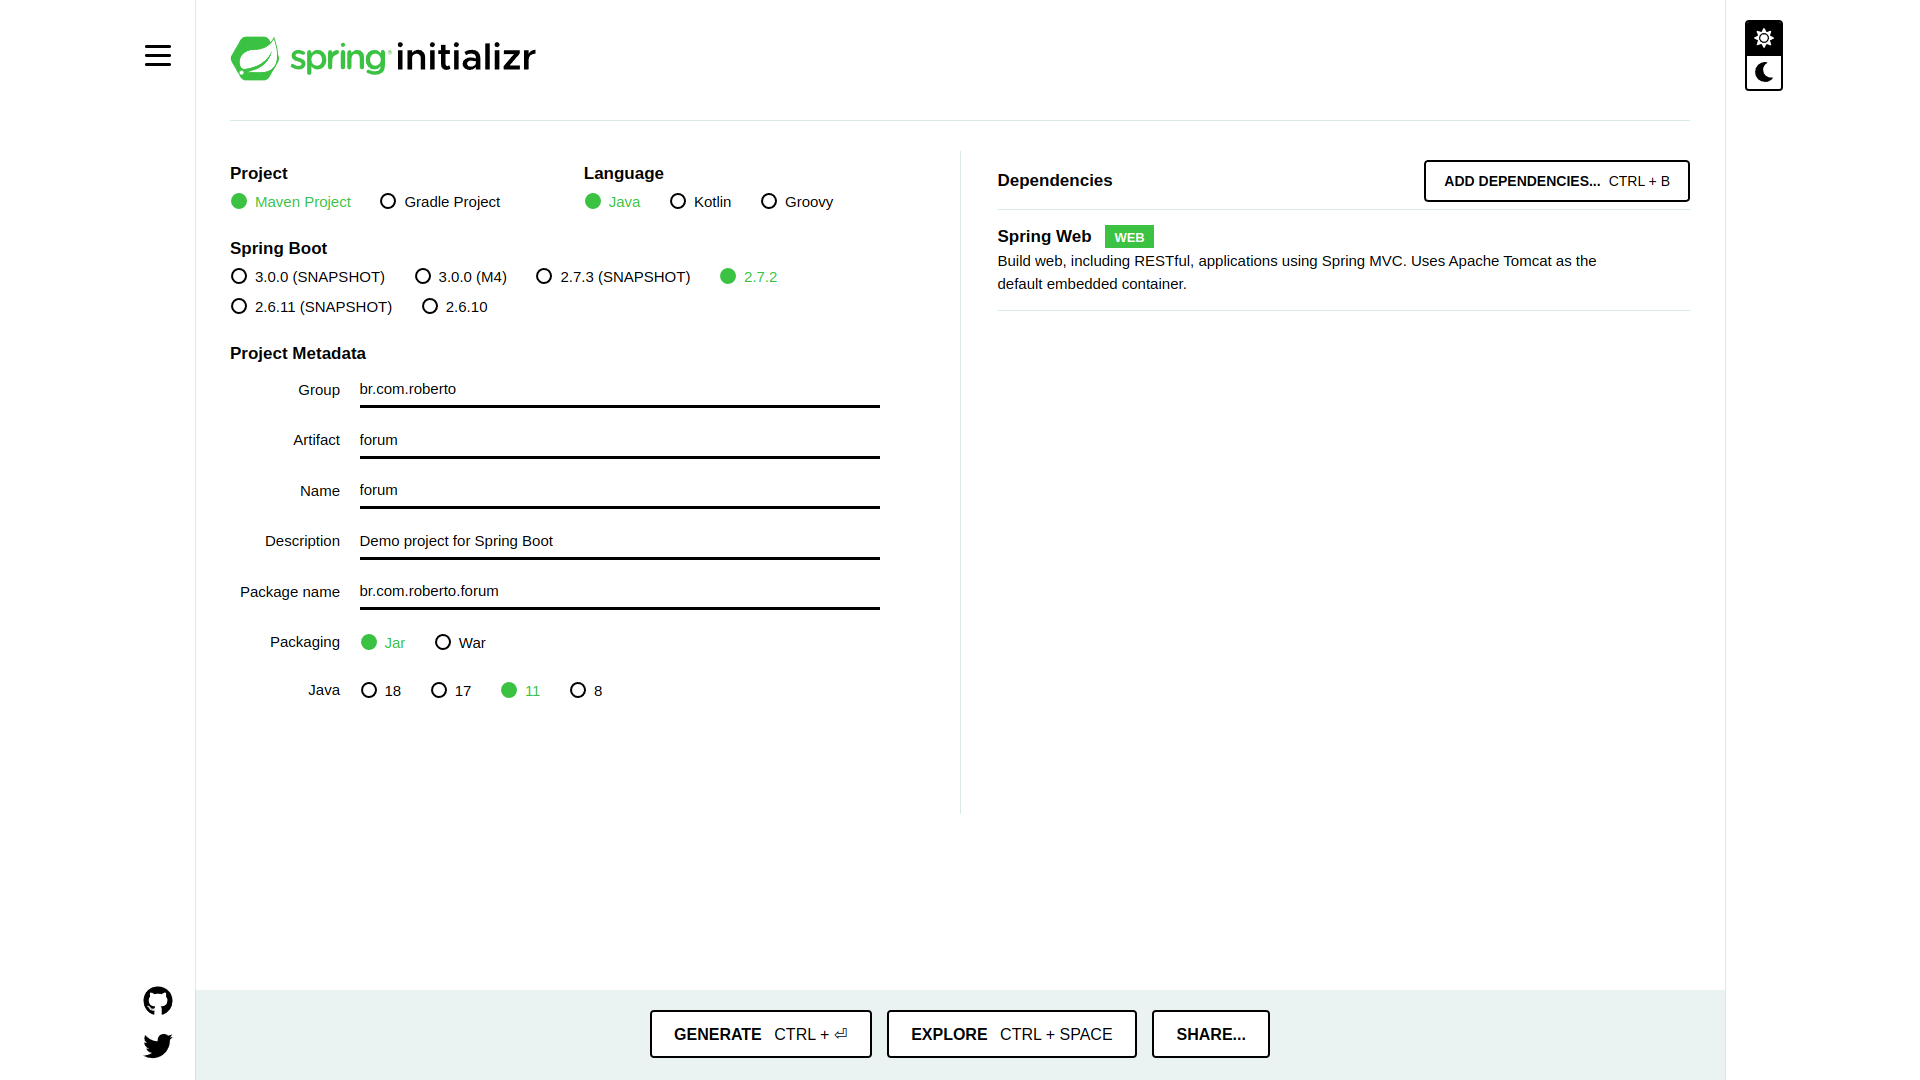 spring initializr
Project
Maven Project Gradle Project
Language
Java Kotlin Groovy
Spring Boot
3.0.0 (SNAPSHOT) 3.0.0 (M4) 2.7.3 (SNAPSHOT) 2.7.2
2.6.11 (SNAPSHOT) 2.6.10
Project Metadata
Group br.com.roberto
Artifact forum
Name forum
Description Demo project for Spring Boot
Package name br.com.roberto.forum
Packaging Jar War
Java 18 17 11 8
Dependencies
ADD DEPENDENCIES... CTRL + B
Spring Web WEB
Build web, including RESTful, applications using Spring MVC. Uses Apache Tomcat as the
default embedded container.
GENERATE CTRL + ⏎
EXPLORE CTRL + SPACE
SHARE...